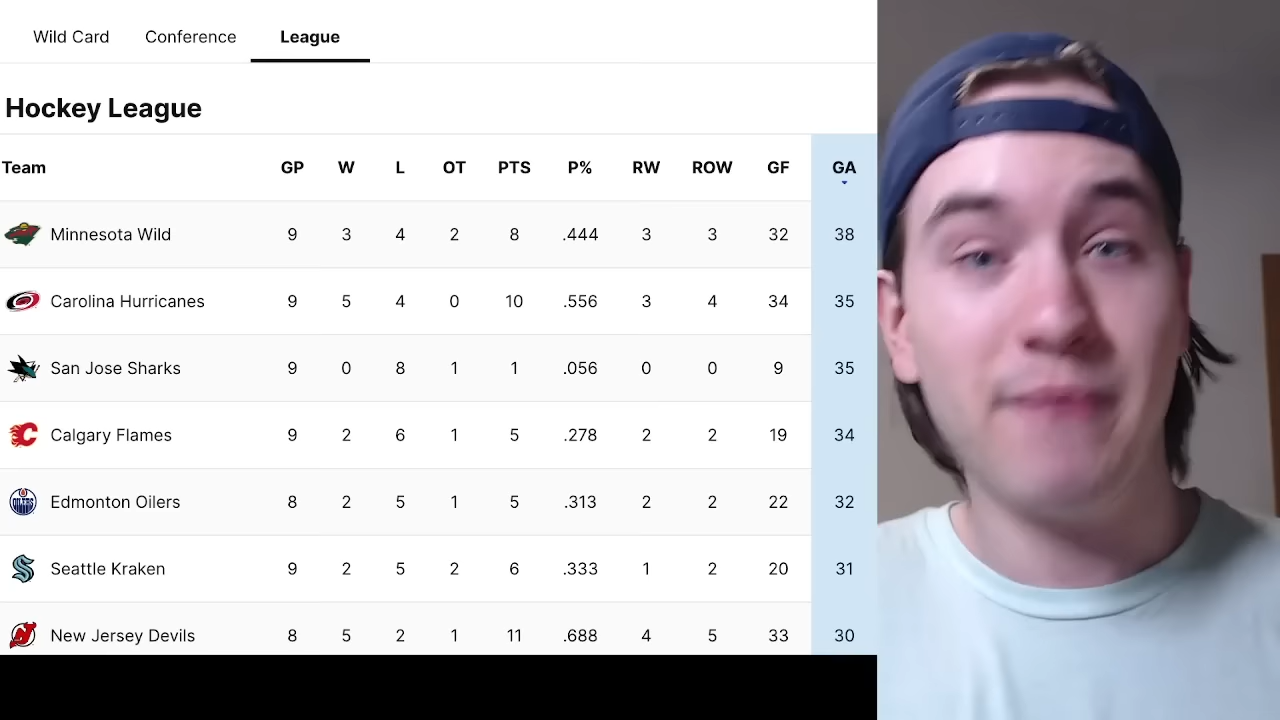 Wild Card Conference League
Hockey League
Team GP W L OT PTS P% RW ROW GF GA
Minnesota Wild 9 3 4 2 8 .444 3 3 32 38
Carolina Hurricanes 9 5 4 0 10 .556 3 4 34 35
San Jose Sharks 9 0 8 1 1 .056 0 0 9 35
Calgary Flames 9 2 6 1 5 .278 2 2 19 34
Edmonton Oilers 8 2 5 1 5 .313 2 2 22 32
Seattle Kraken 9 2 5 2 6 .333 1 2 20 31
New Jersey Devils 8 5 2 1 11 .688 4 5 33 30